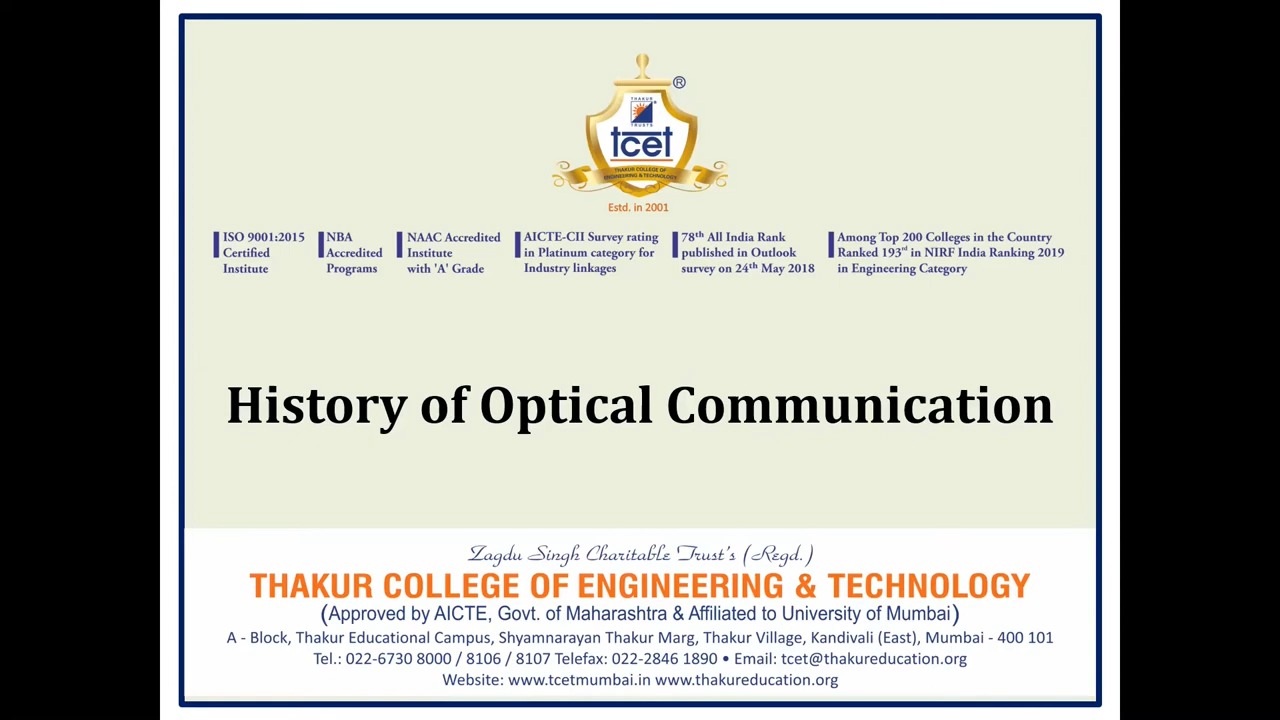 ®
THAKUR
TRUSTS
tcet
THAKUR COLLEGE OF
ENGINEERING & TECHNOLOGY
Estd. in 2001
ISO 9001:2015
Certified
Institute
NBA
Accredited
Programs
NAAC Accredited
Institute
with 'A' Grade
AICTE-CII Survey rating
in Platinum category for
Industry linkages
78th All India Rank
published in Outlook
survey on 24th May 2018
Among Top 200 Colleges in the Country
Ranked 193rd in NIRF India Ranking 2019
in Engineering Category
History of Optical Communication
Zagdu Singh Charitable Trust's (Regd.)
THAKUR COLLEGE OF ENGINEERING & TECHNOLOGY
(Approved by AICTE, Govt. of Maharashtra & Affiliated to University of Mumbai)
A - Block, Thakur Educational Campus, Shyamnarayan Thakur Marg, Thakur Village, Kandivali (East), Mumbai - 400 101
Tel.: 022-6730 8000 / 8106 / 8107 Telefax: 022-2846 1890 • Email: tcet@thakureducation.org
Website: www.tcetmumbai.in www.thakureducation.org